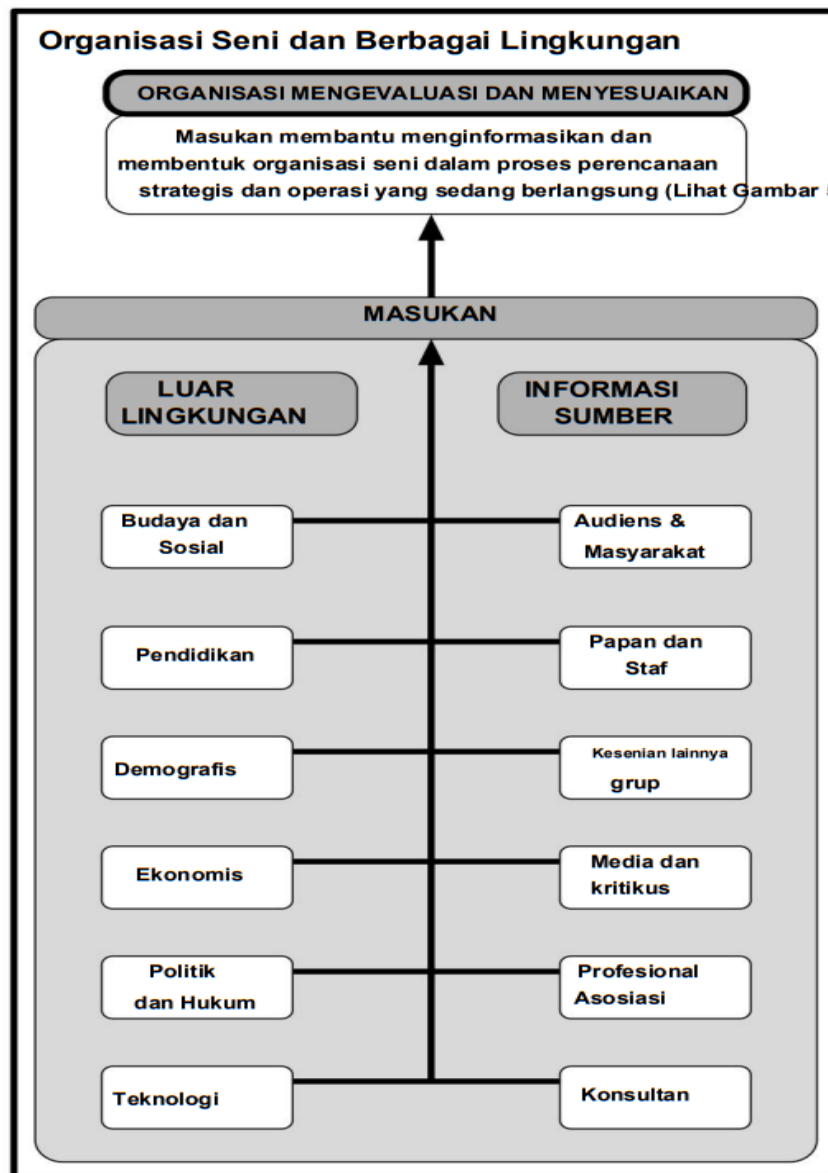 Organisasi Seni dan Berbagai Lingkungan
ORGANISASI MENGEVALUASI DAN MENYESUAIKAN
Masukan membantu menginformasikan dan
membentuk organisasi seni dalam proses perencanaan
strategis dan operasi yang sedang berlangsung (Lihat Gambar
MASUKAN
LUAR
LINGKUNGAN
INFORMASI
SUMBER
Budaya dan
Sosial
Audiens &
Masyarakat
Pendidikan
Papan dan
Staf
Demografis
Kesenian lainnya
grup
Ekonomis
Media dan
kritikus
Politik
dan Hukum
Profesional
Asosiasi
Teknologi
Konsultan